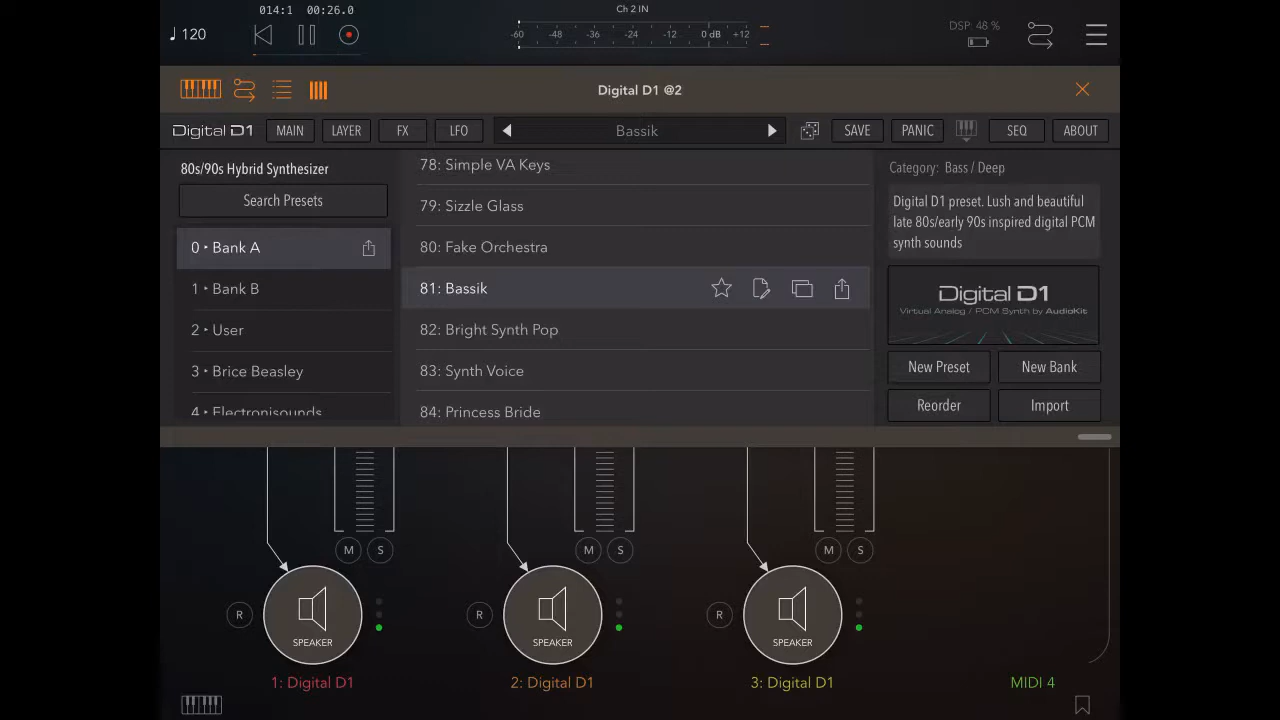 014:1 00:26.0
Ch 2 IN
♩120
-60 -48 -36 -24 -12 0 dB +12
DSP: 48 %
Digital D1 @2
Digital D1 MAIN LAYER FX LFO Bassik SAVE PANIC SEQ ABOUT
80s/90s Hybrid Synthesizer
Search Presets
0 ‣ Bank A
1 ‣ Bank B
2 ‣ User
3 ‣ Brice Beasley
4 ‣ Electronisounds
78: Simple VA Keys
79: Sizzle Glass
80: Fake Orchestra
81: Bassik
82: Bright Synth Pop
83: Synth Voice
84: Princess Bride
Category: Bass / Deep
Digital D1 preset. Lush and beautiful
late 80s/early 90s inspired digital PCM
synth sounds
Digital D1
Virtual Analog / PCM Synth by AudioKit
New Preset New Bank
Reorder Import
M S M S M S
R SPEAKER R SPEAKER R SPEAKER
1: Digital D1 2: Digital D1 3: Digital D1 MIDI 4